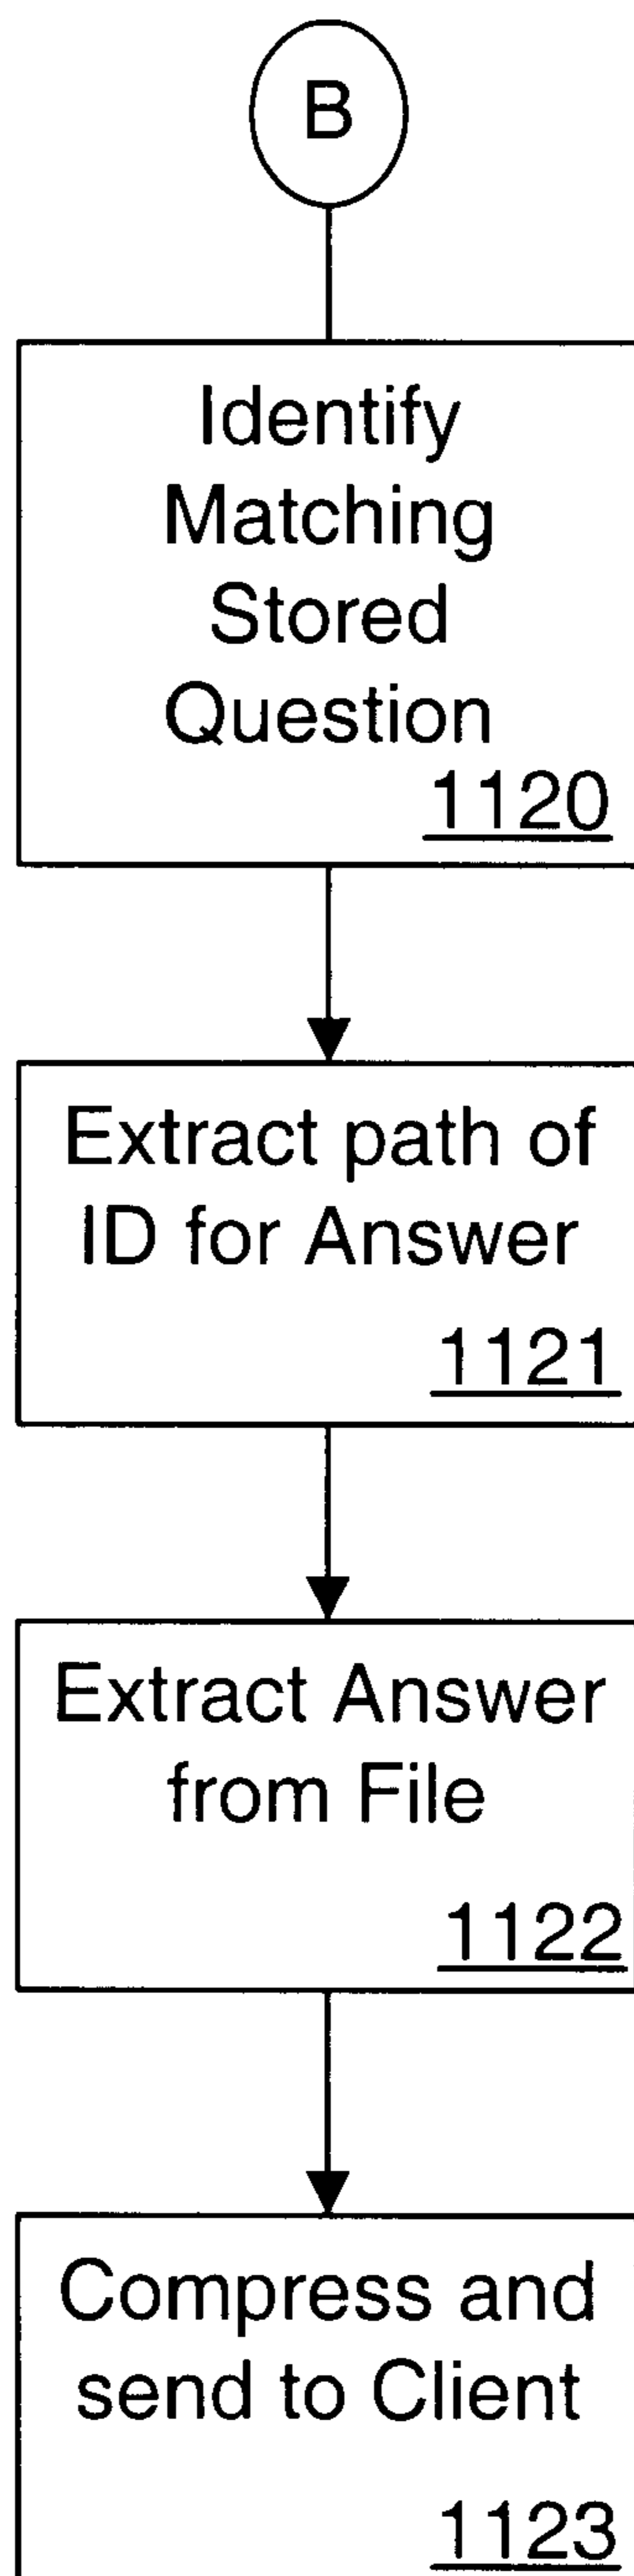 B
Identify
Matching
Stored
Question
1120
Extract path of
ID for Answer
1121
Extract Answer
from File
1122
Compress and
send to Client
1123